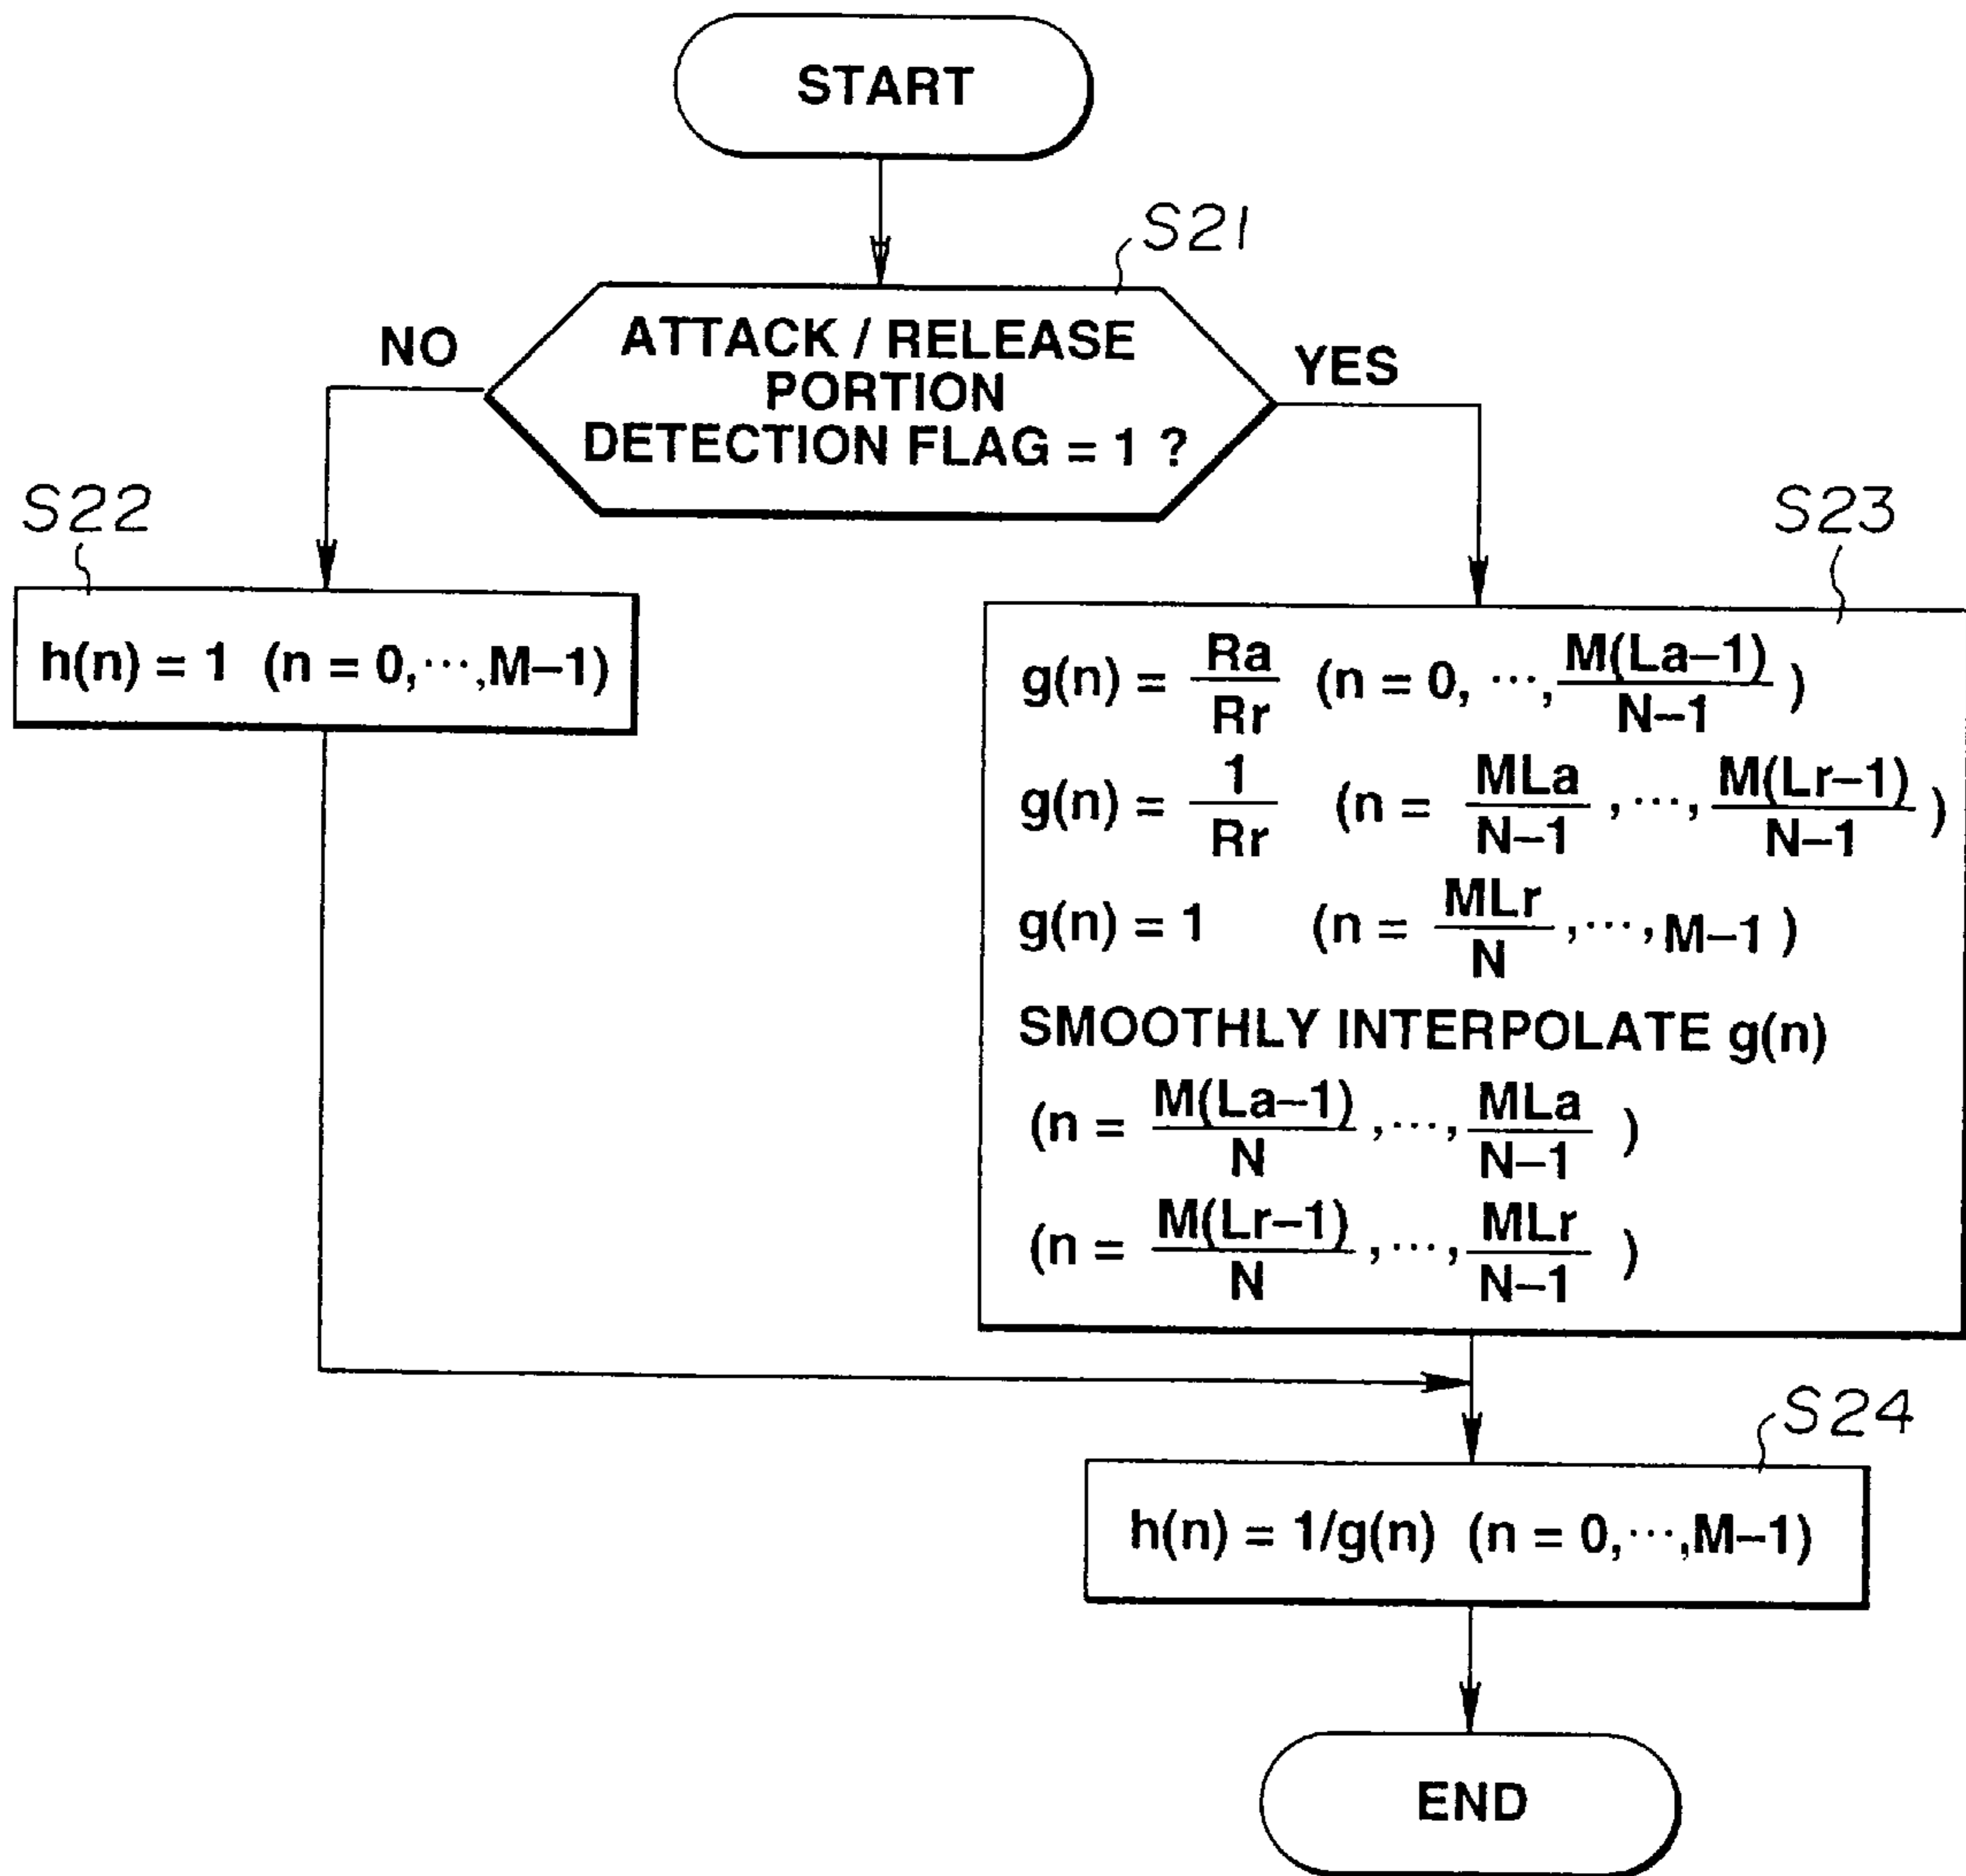 START
S21
NO
ATTACK / RELEASE
PORTION
DETECTION FLAG = 1 ?
YES
S22
h(n) = 1 (n = 0,···,M–1)
S23
g(n) = Ra/Rr (n = 0, ···, M(La–1)/N–1 )
g(n) = 1/Rr (n = MLa/N–1 ,···, M(Lr–1)/N–1 )
g(n) = 1 (n = MLr/N ,···, M–1 )
SMOOTHLY INTERPOLATE g(n)
(n = M(La–1)/N ,···, MLa/N–1 )
(n = M(Lr–1)/N ,···, MLr/N–1 )
S24
h(n) = 1/g(n) (n = 0,···,M–1)
END